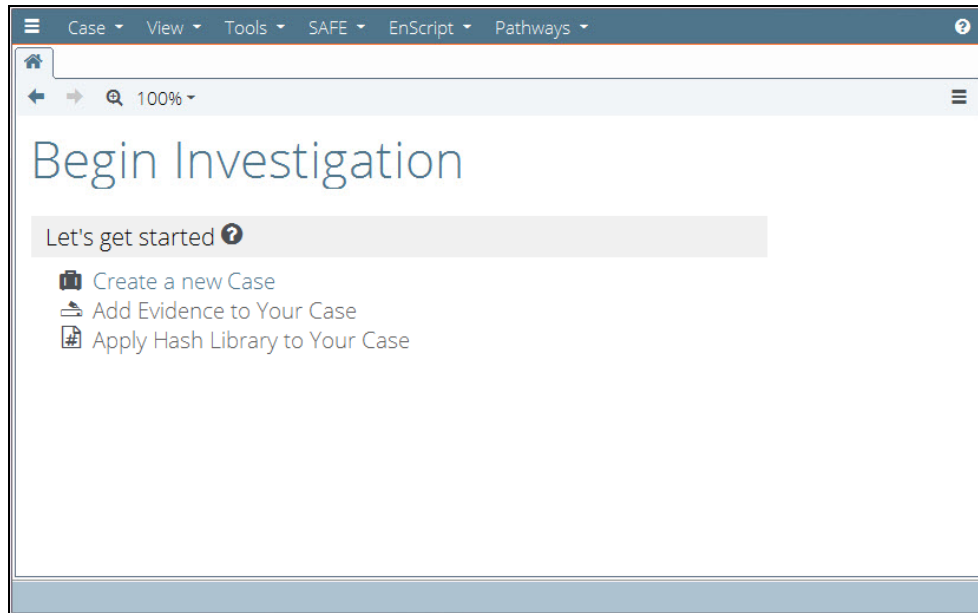 Case View Tools SAFE EnScript Pathways
100%
Begin Investigation
Let's get started
Create a new Case
Add Evidence to Your Case
Apply Hash Library to Your Case